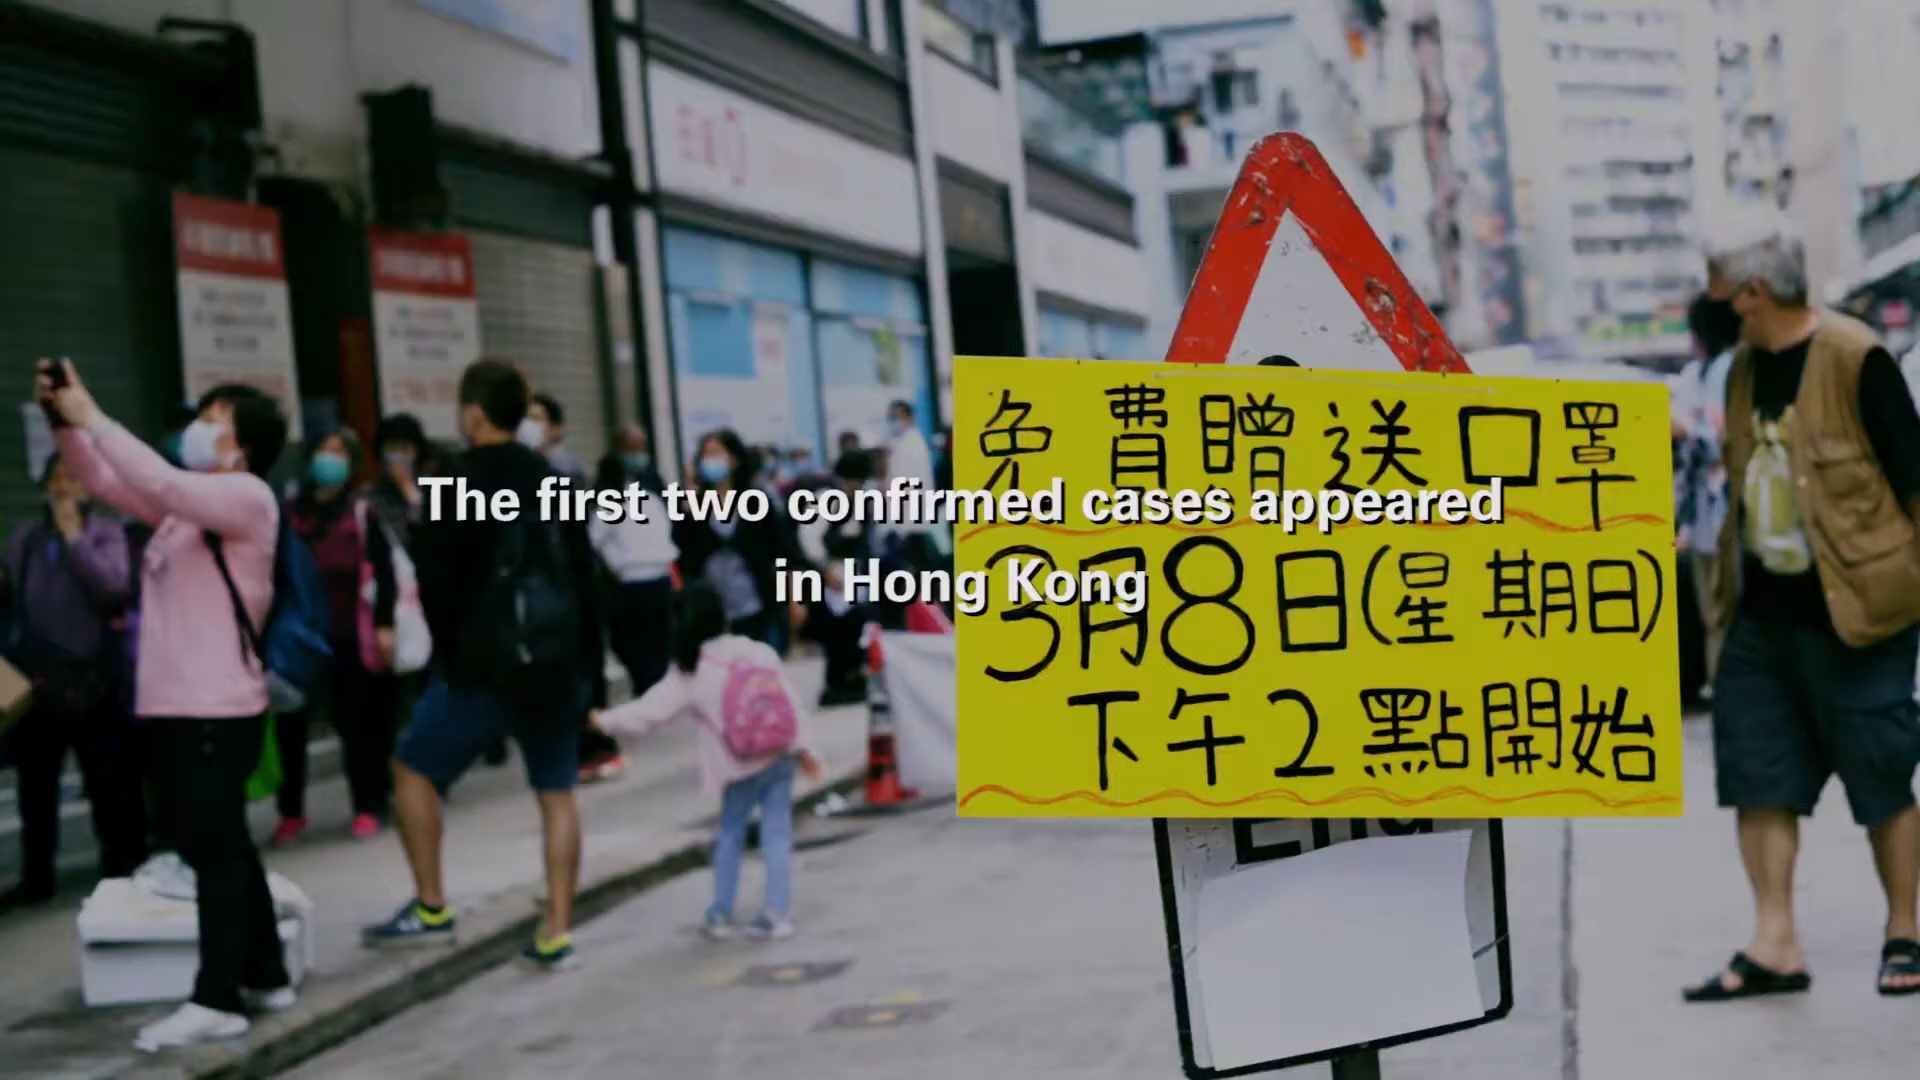 免費贈送口罩
The first two confirmed cases appeared
in Hong Kong
3月8日(星期日)
下午2點開始